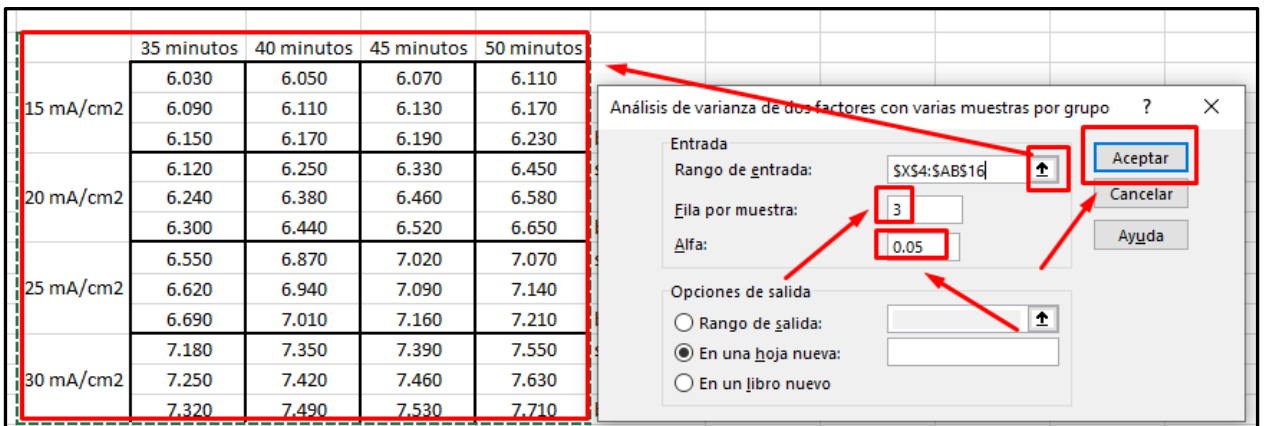 35 minutos 40 minutos 45 minutos 50 minutos
6.030 6.050 6.070 6.110
15 mA/cm2 6.090 6.110 6.130 6.170
6.150 6.170 6.190 6.230
6.120 6.250 6.330 6.450
20 mA/cm2 6.240 6.380 6.460 6.580
6.300 6.440 6.520 6.650
6.550 6.870 7.020 7.070
25 mA/cm2 6.620 6.940 7.090 7.140
6.690 7.010 7.160 7.210
7.180 7.350 7.390 7.550
30 mA/cm2 7.250 7.420 7.460 7.630
7.320 7.490 7.530 7.710
Análisis de varianza de dos factores con varias muestras por grupo ? ×
Entrada
Rango de entrada: $X$4:$AB$16
Fila por muestra: 3
Alfa: 0.05
Aceptar
Cancelar
Ayuda
Opciones de salida
Rango de salida:
En una hoja nueva:
En un libro nuevo